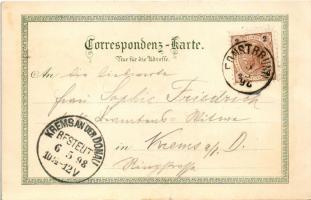 Correspondenz-Karte.
Nur für die Adresse.
An die
Frau Sophie Friedrich
Beamtens-Witwe
in Krems a/D.
Ringstrasse
KREMS AN DER DONAU
BESTELLT
6 5 98